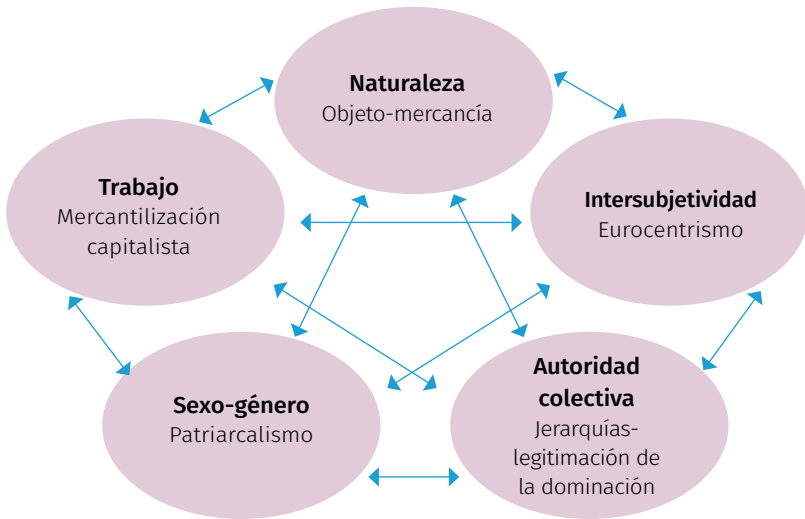 Naturaleza
Objeto-mercancía
Trabajo
Mercantilización
capitalista
Intersubjetividad
Eurocentrismo
Sexo-género
Patriarcalismo
Autoridad
colectiva
Jerarquías-
legitimación de
la dominación